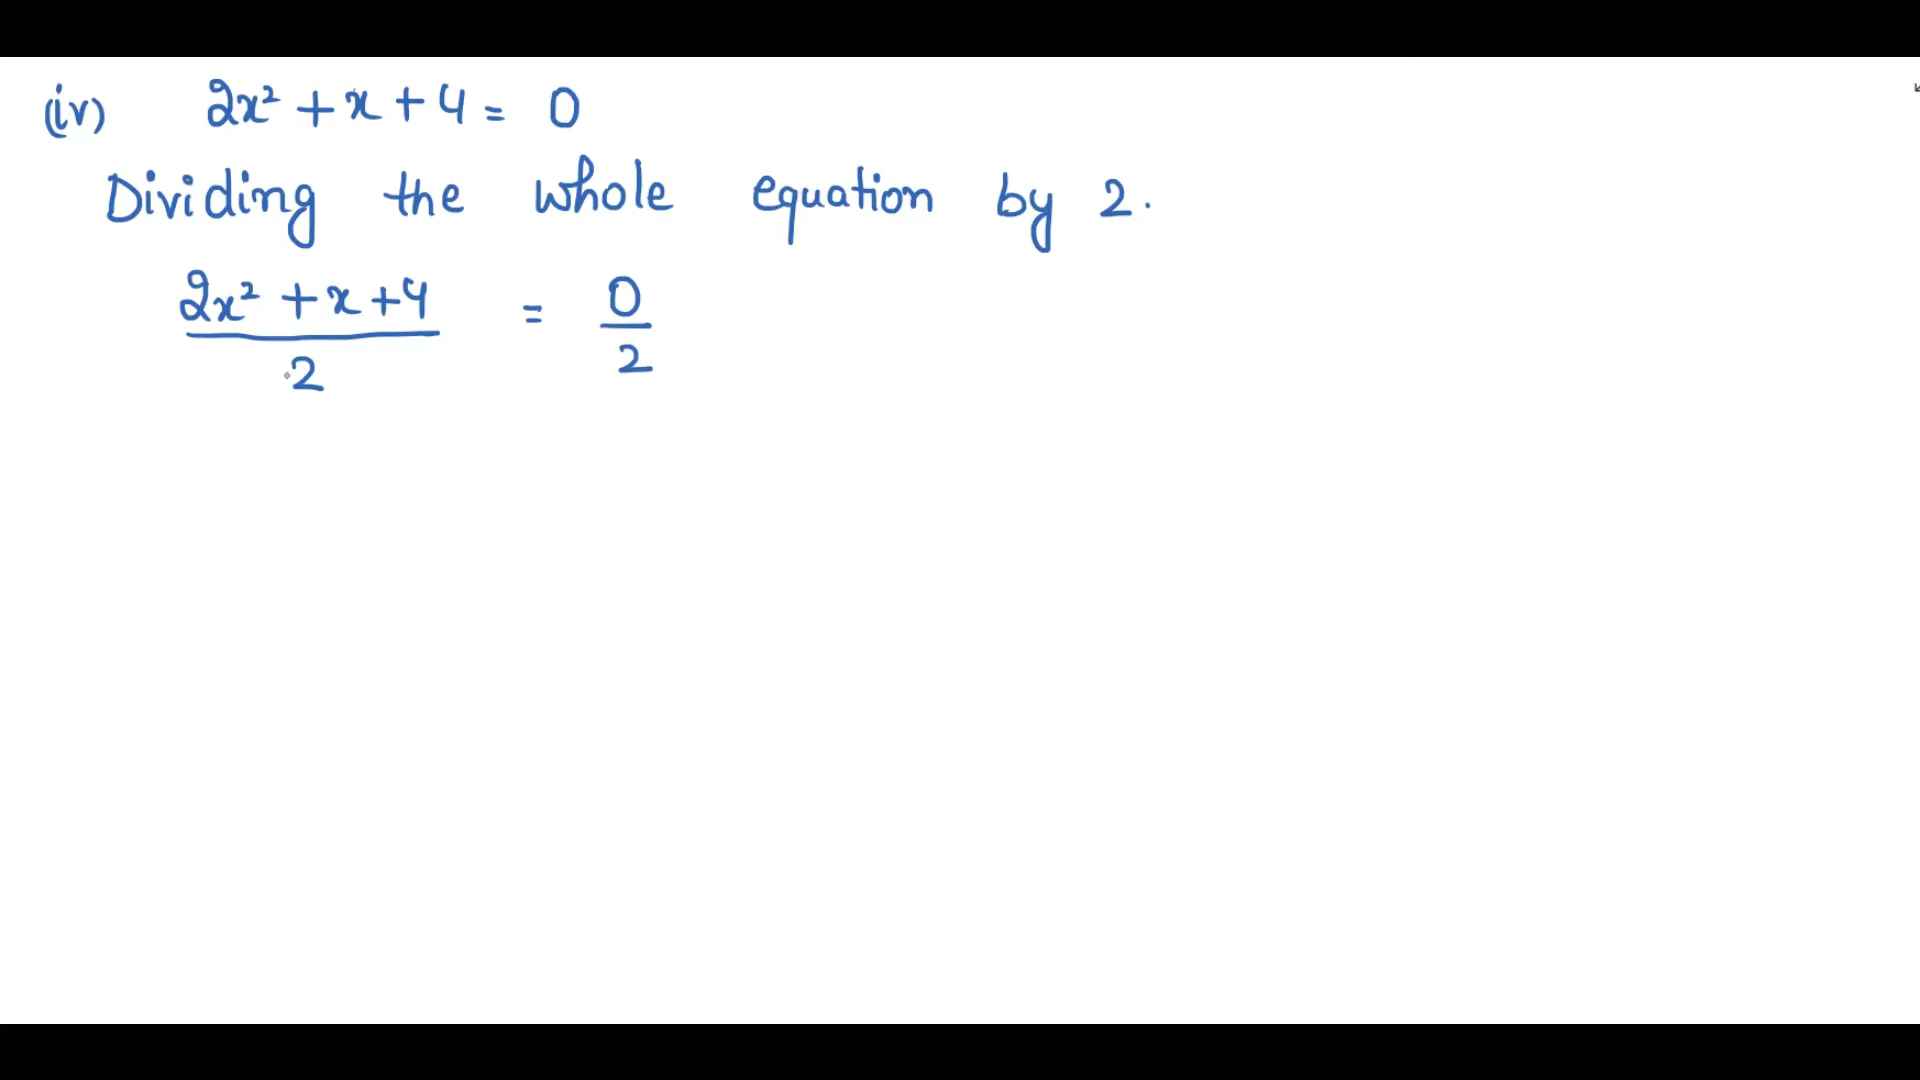 (iv) 2x² + x + 4 = 0
Dividing the whole equation by 2.
2x² + x + 4 = 0
2 2